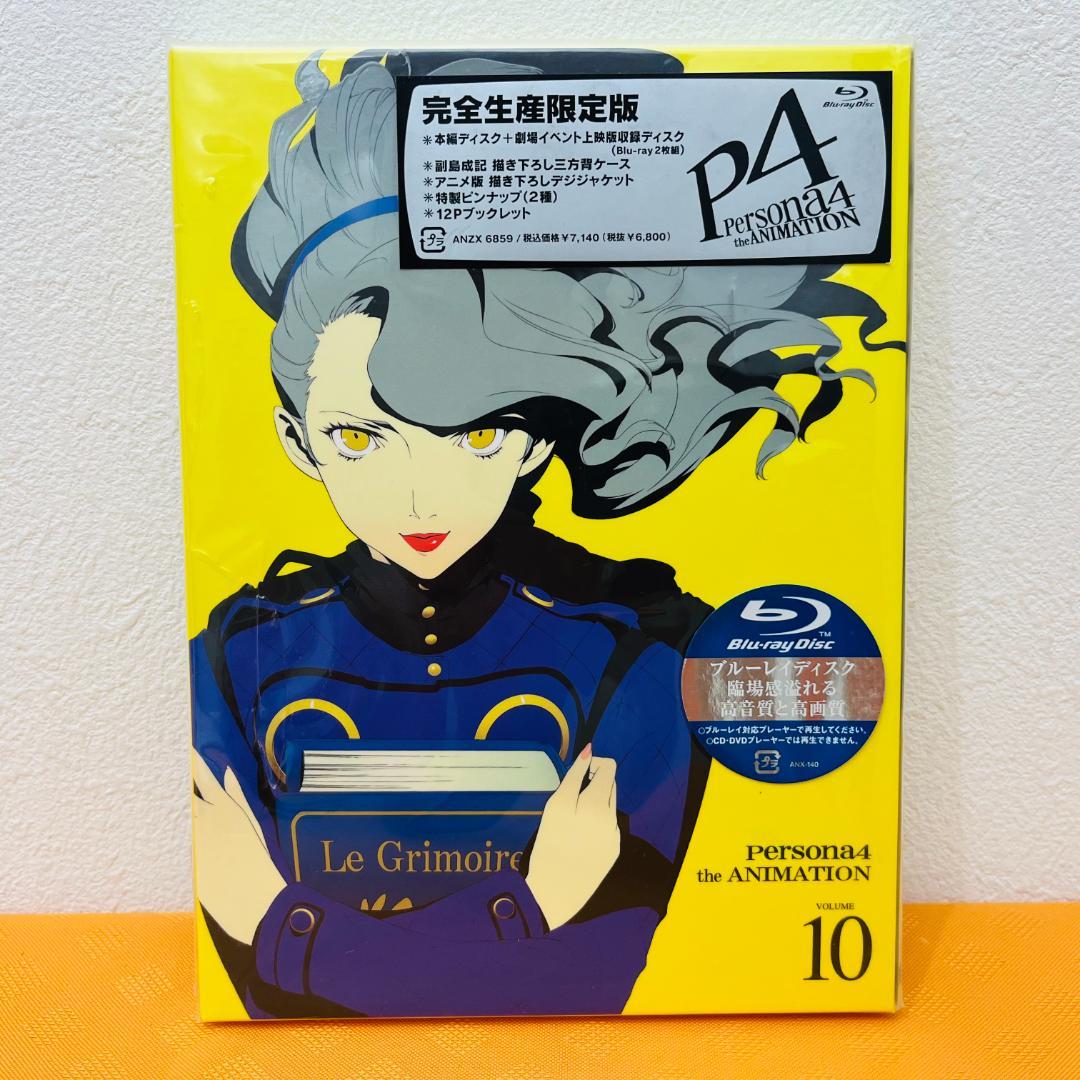 完全生産限定版
＊本編ディスク＋劇場イベント上映版収録ディスク
(Blu-ray 2枚組)
＊副島成記 描き下ろし三方背ケース
＊アニメ版 描き下ろしデジジャケット
＊特製ピンナップ(2種)
＊12Pブックレット
プラ ANZX 6859 / 税込価格￥7,140 (税抜￥6,800)
Blu-ray Disc
P4
Persona4
the ANIMATION
Blu-ray Disc™
ブルーレイディスク
臨場感溢れる
高音質と高画質
○ブルーレイ対応プレーヤーで再生してください。
○CD・DVDプレーヤーでは再生できません。
プラ ANX-140
Le Grimoire
Persona4
the ANIMATION
VOLUME
10